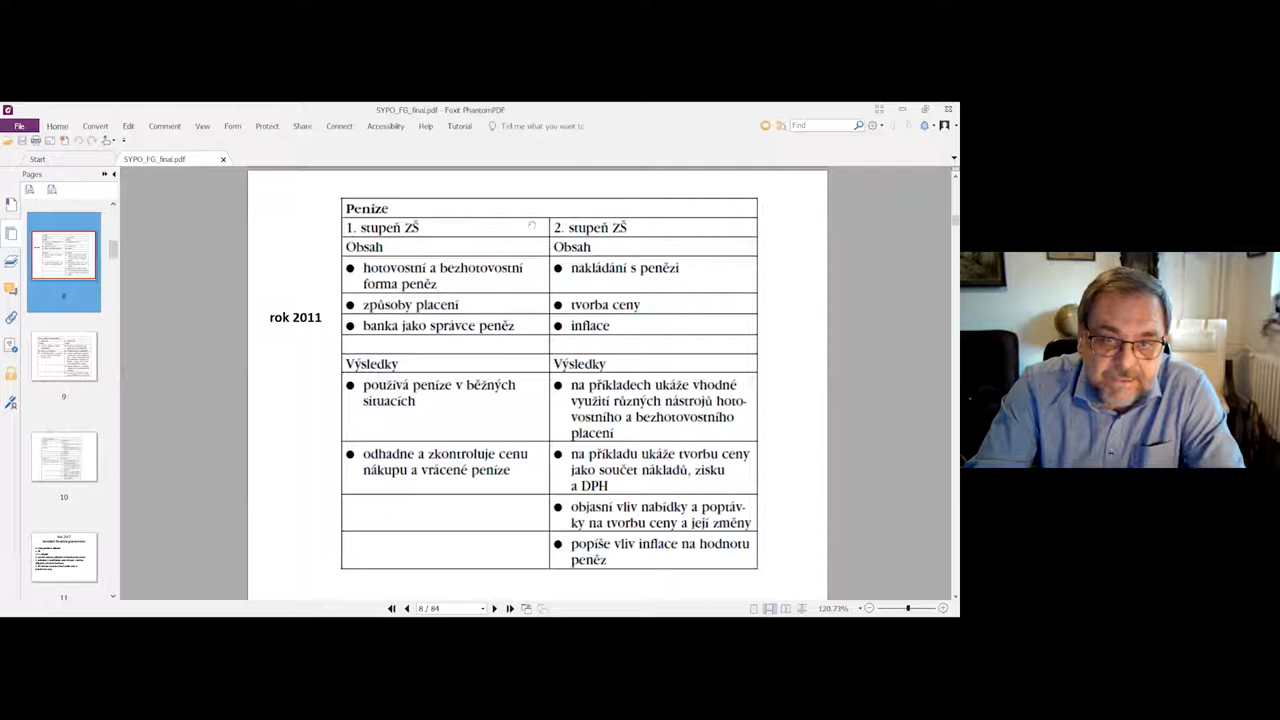 SYPO_FG_final.pdf - Foxit PhantomPDF
File Home Convert Edit Comment View Form Protect Share Connect Accessibility Help Tutorial Tell me what you want tc Find
Start SYPO_FG_final.pdf
Pages
8
9
10
11
Peníze
1. stupeň ZŠ 2. stupeň ZŠ
Obsah Obsah
● hotovostní a bezhotovostní ● nakládání s penězi
forma peněz
● způsoby placení ● tvorba ceny
rok 2011
● banka jako správce peněz ● inflace
Výsledky Výsledky
● používá peníze v běžných ● na příkladech ukáže vhodné
situacích využití různých nástrojů hoto-
vostního a bezhotovostního
placení
● odhadne a zkontroluje cenu ● na příkladu ukáže tvorbu ceny
nákupu a vrácené peníze jako součet nákladů, zisku
a DPH
● objasní vliv nabídky a poptáv-
ky na tvorbu ceny a její změny
● popíše vliv inflace na hodnotu
peněz
8 / 84 120.73%